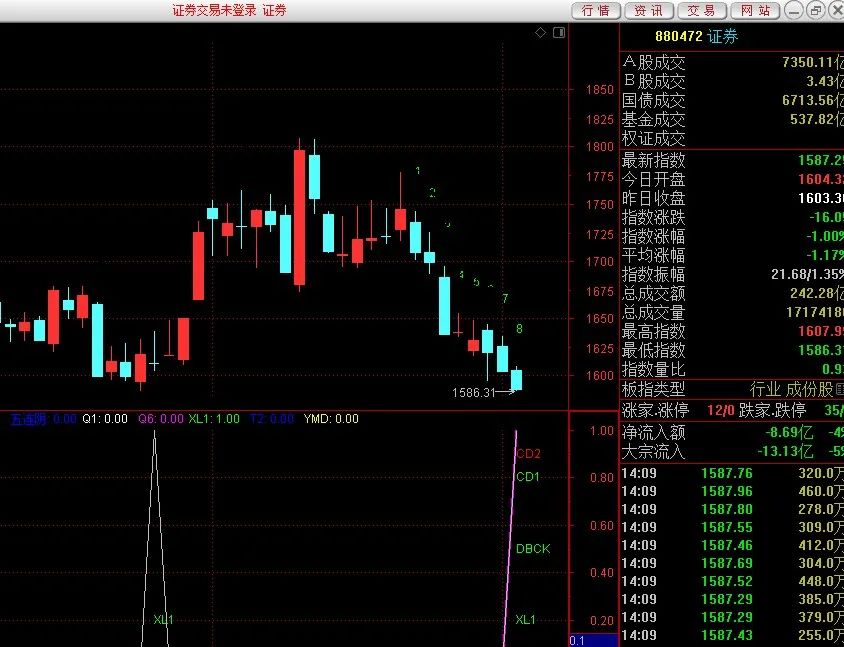 证券交易未登录 证券
行情 资讯 交易 网站
880472 证券
A股成交 7350.11亿
B股成交 3.43亿
国债成交 6713.56亿
基金成交 537.82亿
权证成交
最新指数 1587.29
今日开盘 1604.33
昨日收盘 1603.36
指数涨跌 -16.09
指数涨幅 -1.00%
平均涨幅 -1.17%
指数振幅 21.68/1.35%
总成交额 242.28亿
总成交量 1717418
最高指数 1607.99
最低指数 1586.31
指数量比 0.9
板指类型 行业 成份股
涨家.涨停 12/0 跌家.跌停 35/
净流入额 -8.69亿 -4
大宗流入 -13.13亿 -5
14:09 1587.76 320.0万
14:09 1587.96 460.0万
14:09 1587.80 278.0万
14:09 1587.55 309.0万
14:09 1587.46 412.0万
14:09 1587.69 304.0万
14:09 1587.52 448.0万
14:09 1587.29 385.0万
14:09 1587.29 379.0万
14:09 1587.43 255.0万
1850
1825
1800
1775
1750
1725
1700
1675
1650
1625
1600
1
2
4
5
7
8
1586.31
五连阴: 0.00 Q1: 0.00 Q6: 0.00 XL1: 1.00 T2: 0.00 YMD: 0.00
1.00
0.80
0.60
0.40
0.20
0.1
CD2
CD1
DBCK
XL1
XL1